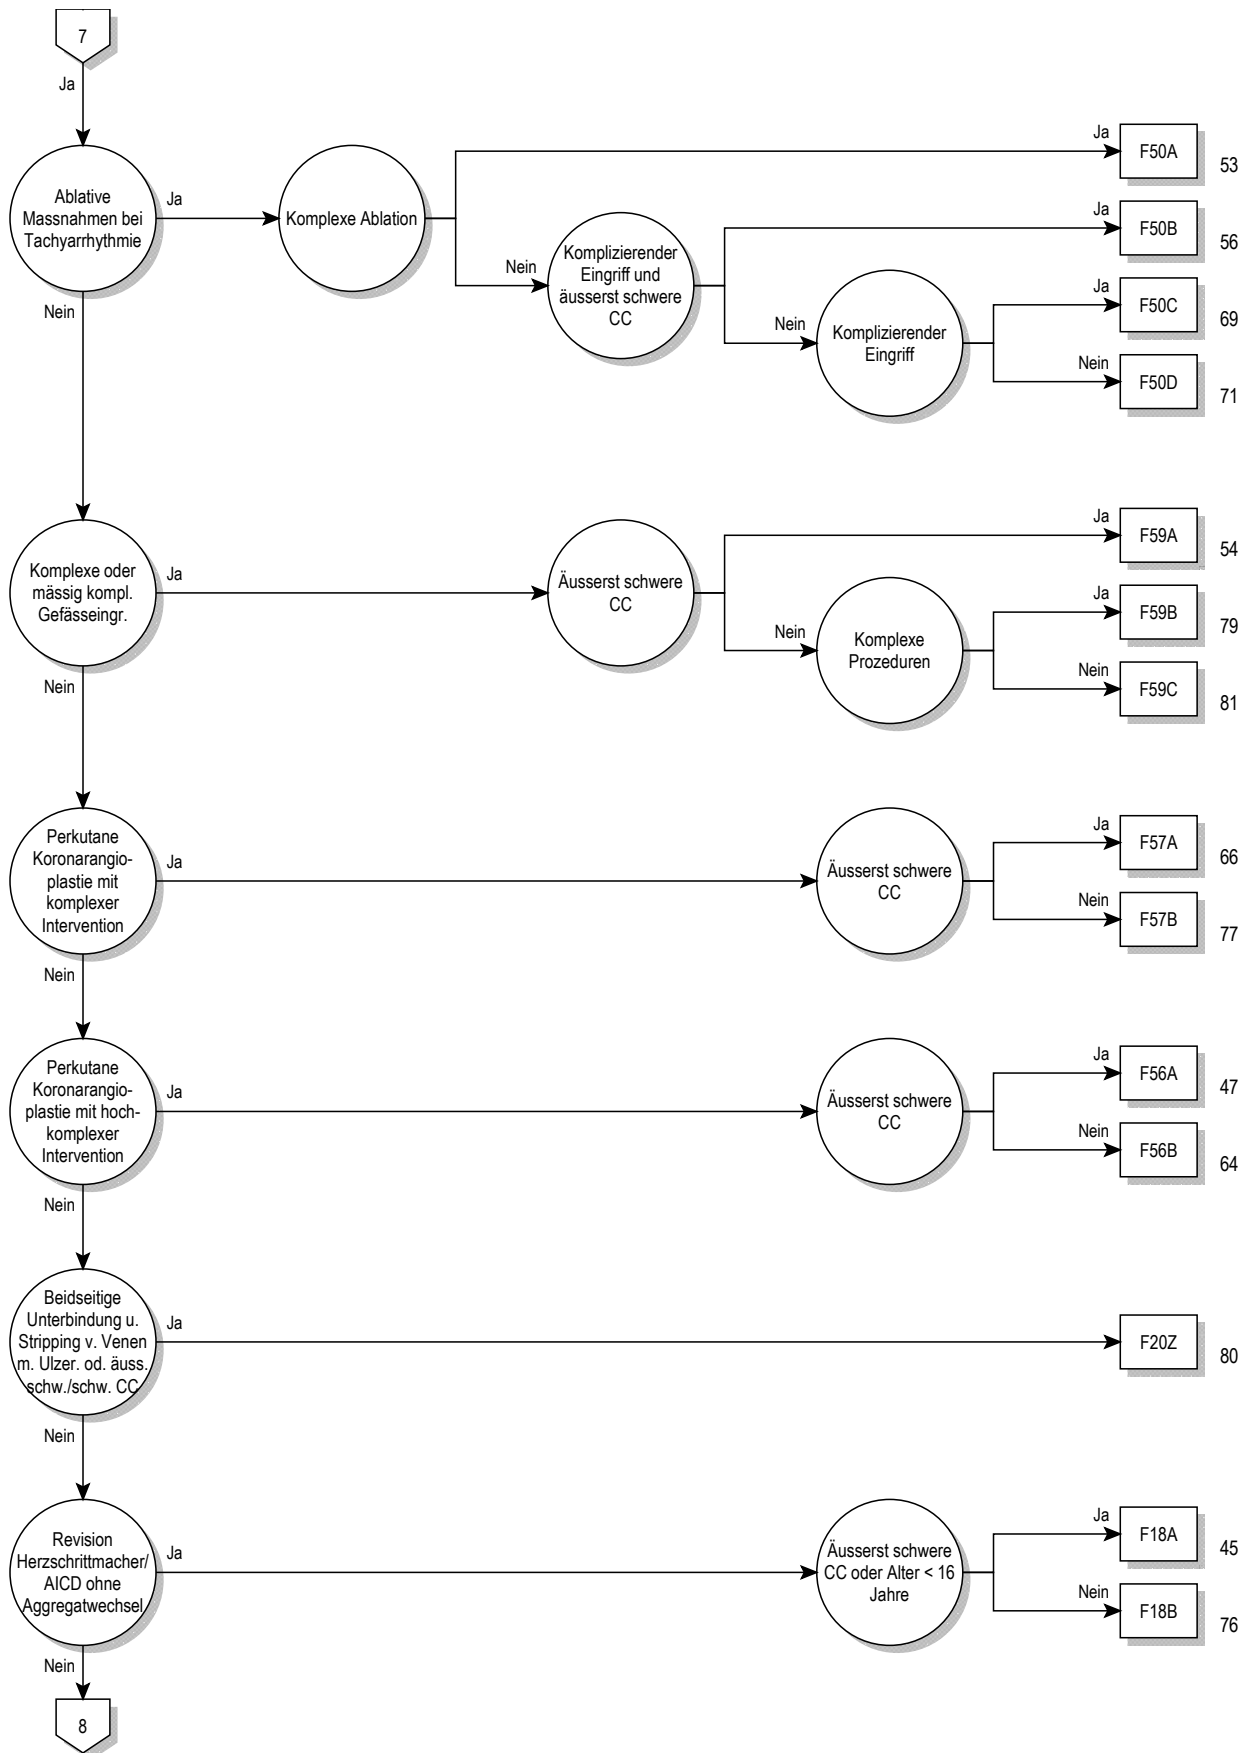 7
Ja
Ablative
Massnahmen bei
Tachyarrhythmie
Ja
Komplexe Ablation
Ja
F50A
53
Nein
Komplizierender
Eingriff und
äusserst schwere
CC
Ja
F50B
56
Nein
Komplizierender
Eingriff
Ja
F50C
69
Nein
F50D
71
Nein
Komplexe oder
mässig kompl.
Gefässeingr.
Ja
Äusserst schwere
CC
Ja
F59A
54
Nein
Komplexe
Prozeduren
Ja
F59B
79
Nein
F59C
81
Nein
Perkutane
Koronarangio-
plastie mit
komplexer
Intervention
Ja
Äusserst schwere
CC
Ja
F57A
66
Nein
F57B
77
Nein
Perkutane
Koronarangio-
plastie mit hoch-
komplexer
Intervention
Ja
Äusserst schwere
CC
Ja
F56A
47
Nein
F56B
64
Nein
Beidseitige
Unterbindung u.
Stripping v. Venen
m. Ulzer. od. äuss.
schw./schw. CC
Ja
F20Z
80
Nein
Revision
Herzschrittmacher/
AICD ohne
Aggregatwechsel
Ja
Äusserst schwere
CC oder Alter < 16
Jahre
Ja
F18A
45
Nein
F18B
76
Nein
8